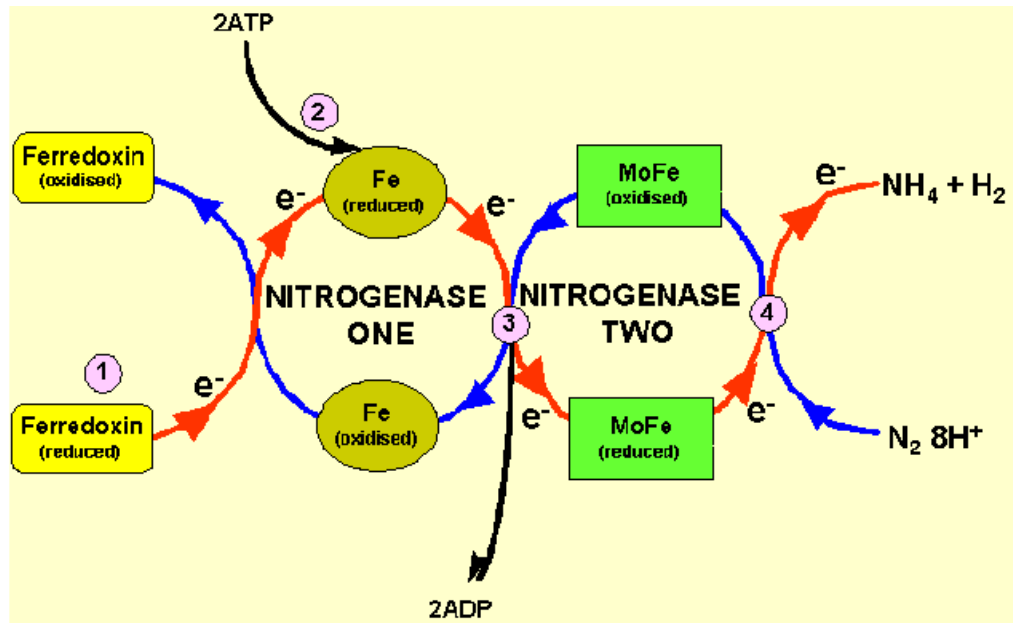 2ATP
2
Ferredoxin
(oxidised)
e-
Fe
(reduced)
e-
MoFe
(oxidised)
e-
NH4 + H2
NITROGENASE
ONE
3
NITROGENASE
TWO
4
1
Ferredoxin
(reduced)
e-
Fe
(oxidised)
e-
MoFe
(reduced)
e-
N2 8H+
2ADP